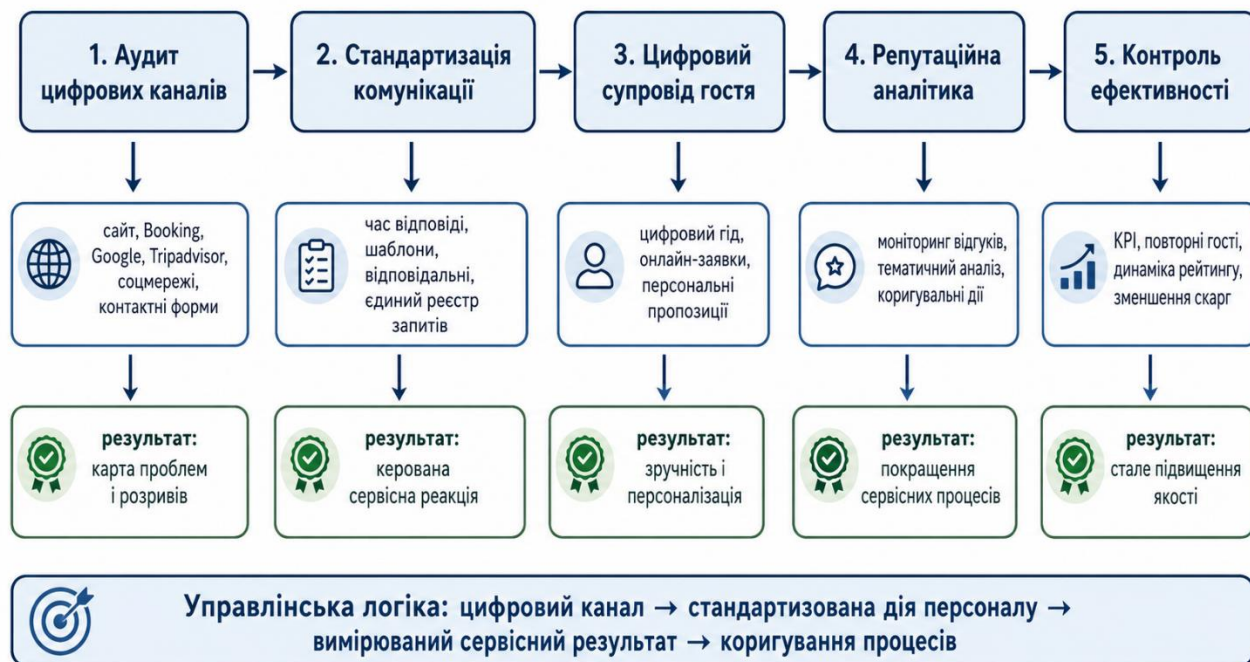 1. Аудит
цифрових каналів
2. Стандартизація
комунікації
3. Цифровий
супровід гостя
4. Репутаційна
аналітика
5. Контроль
ефективності
сайт, Booking,
Google, Tripadvisor,
соцмережі,
контактні форми
час відповіді,
шаблони,
відповідальні,
єдиний реєстр
запитів
цифровий гід,
онлайн-заявки,
персональні
пропозиції
моніторинг відгуків,
тематичний аналіз,
коригувальні дії
KPI, повторні гості,
динаміка рейтингу,
зменшення скарг
результат:
карта проблем
і розривів
результат:
керована
сервісна реакція
результат:
зручність і
персоналізація
результат:
покращення
сервісних процесів
результат:
стале підвищення
якості
Управлінська логіка: цифровий канал → стандартизована дія персоналу →
вимірюваний сервісний результат → коригування процесів